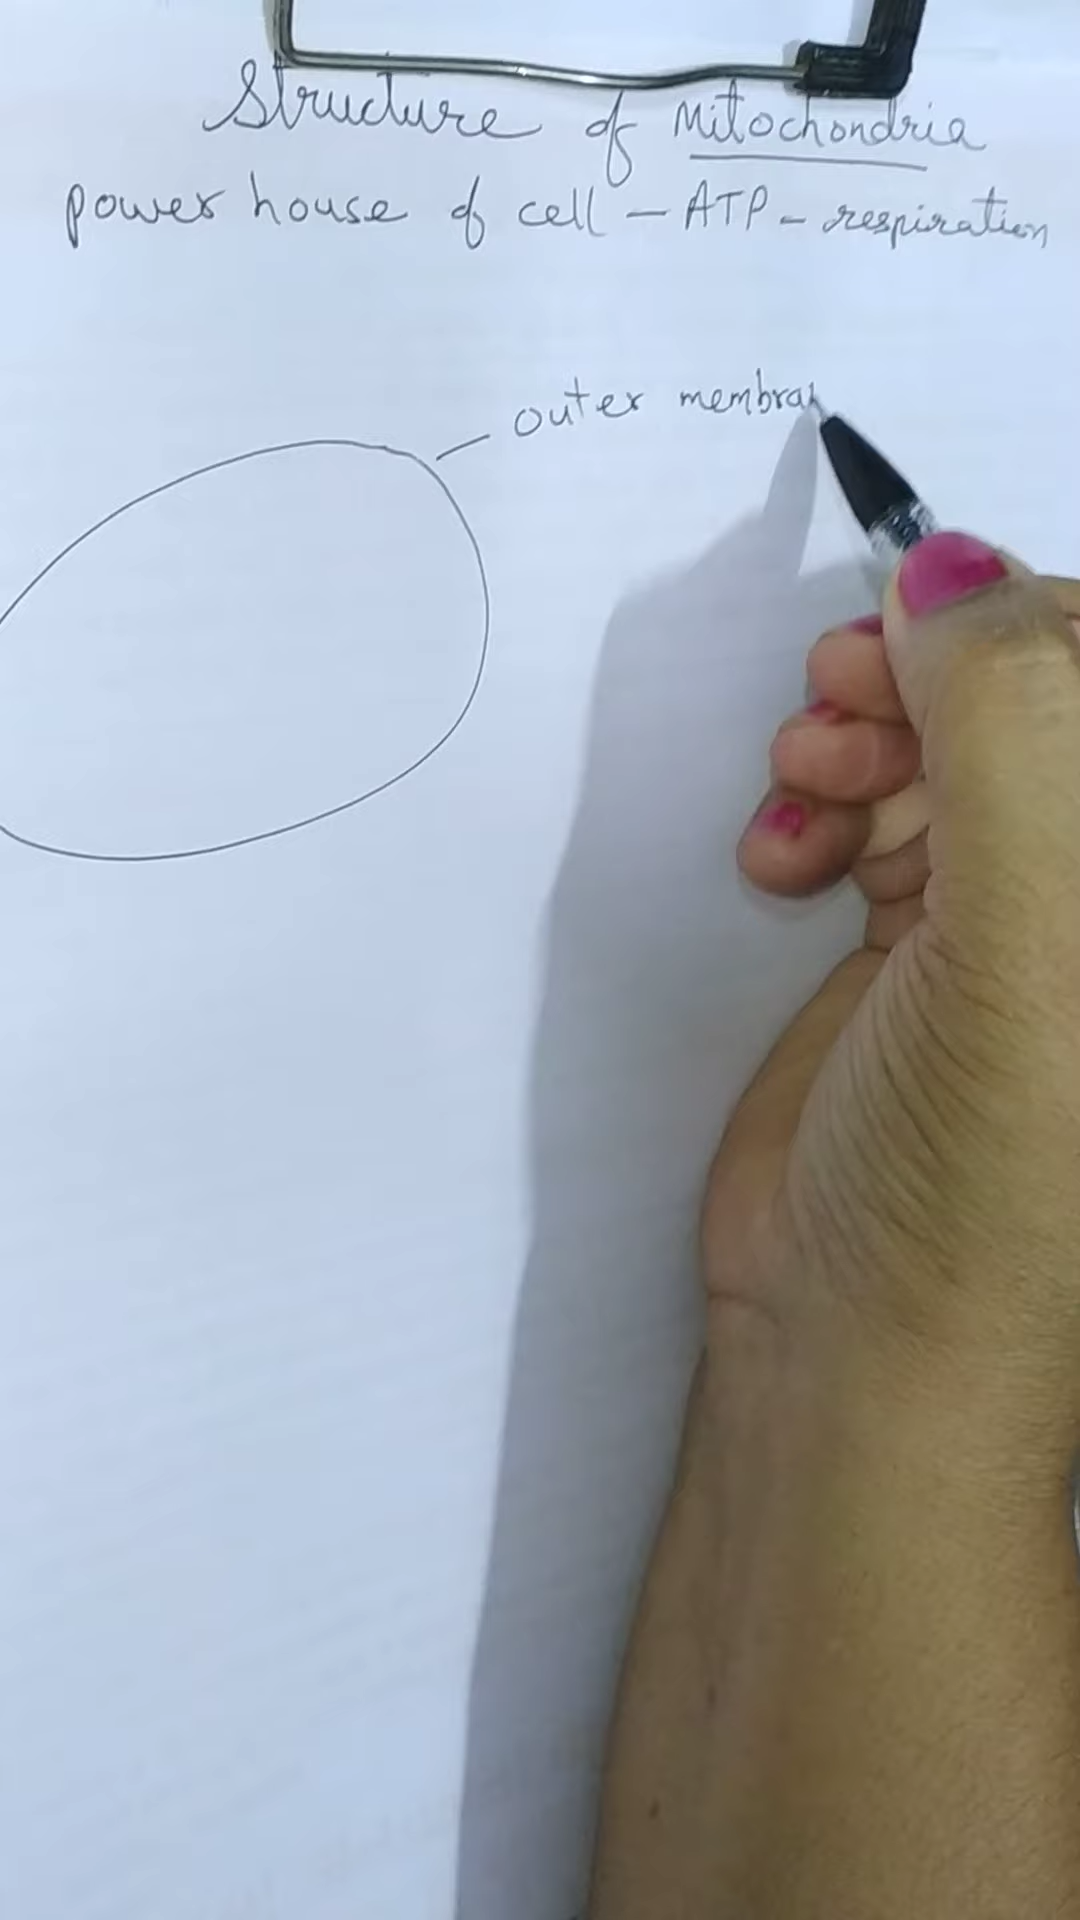 Structure of Mitochondria
power house of cell - ATP - respiration
outer membra